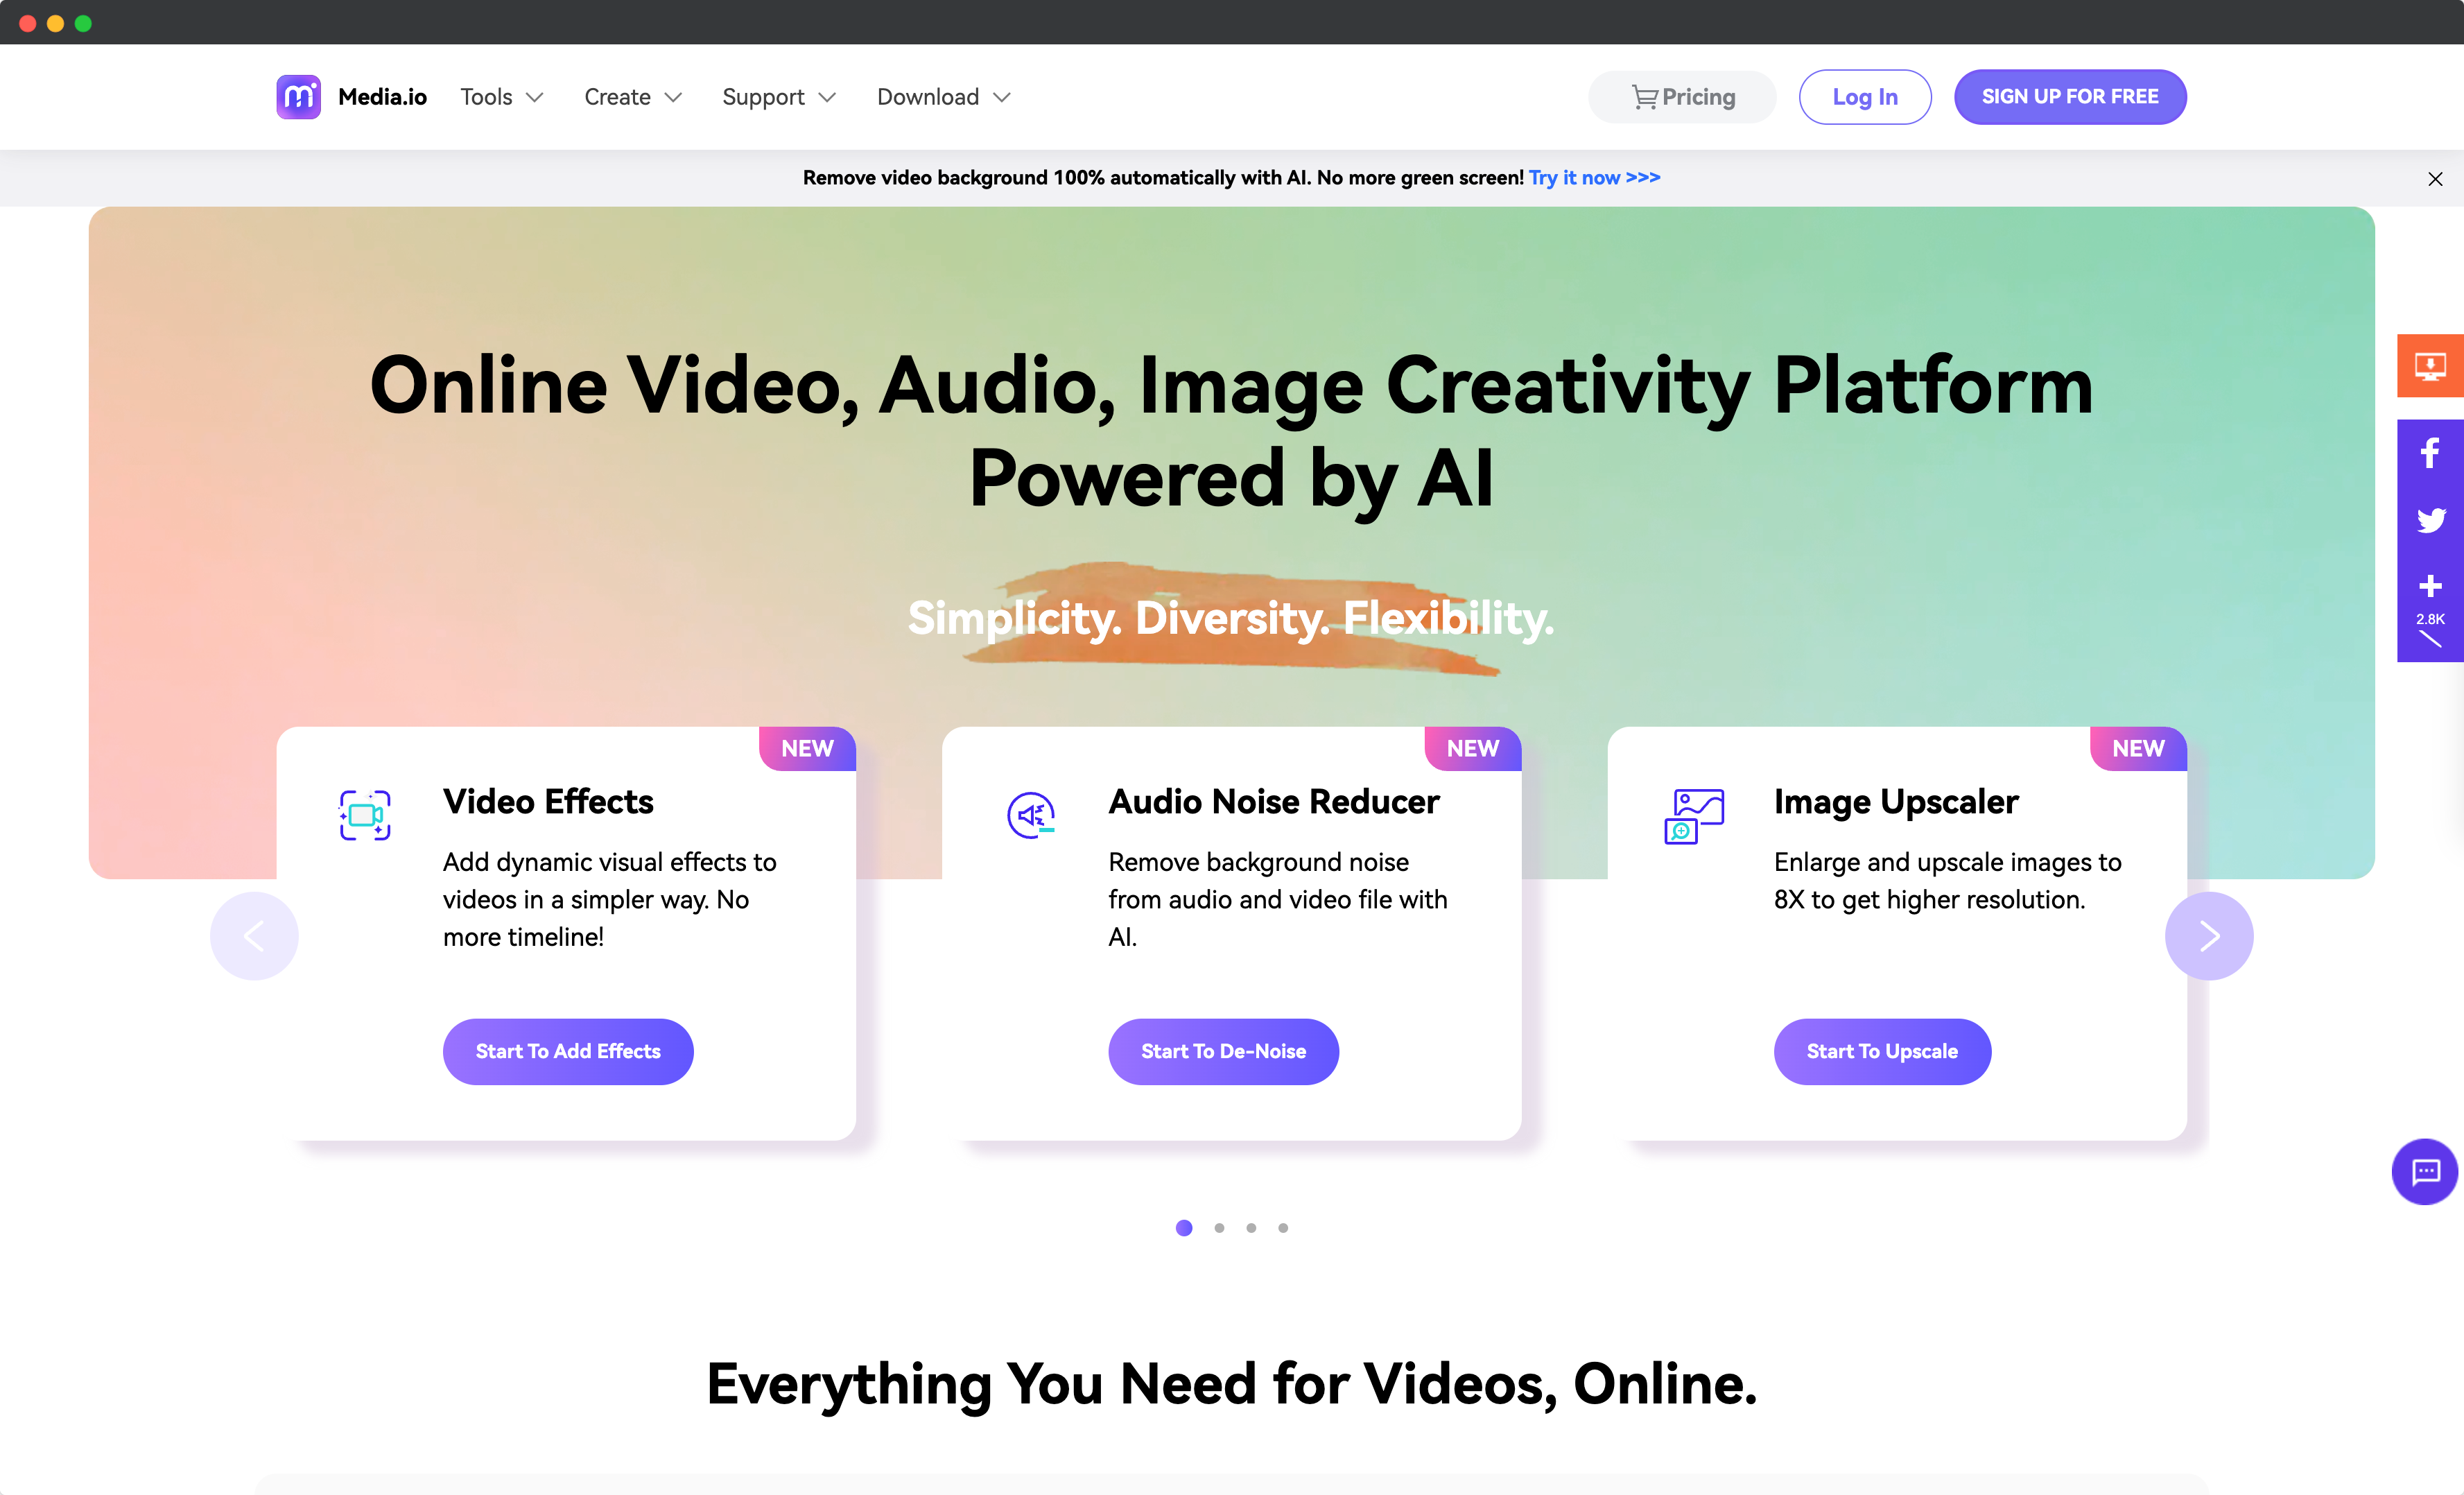 Media.io Tools Create Support Download Pricing Log In SIGN UP FOR FREE
Remove video background 100% automatically with AI. No more green screen! Try it now >>>
Online Video, Audio, Image Creativity Platform
Powered by AI
Simplicity. Diversity. Flexibility.
2.8K
NEW
Video Effects
Add dynamic visual effects to
videos in a simpler way. No
more timeline!
Start To Add Effects
NEW
Audio Noise Reducer
Remove background noise
from audio and video file with
AI.
Start To De-Noise
NEW
Image Upscaler
Enlarge and upscale images to
8X to get higher resolution.
Start To Upscale
Everything You Need for Videos, Online.